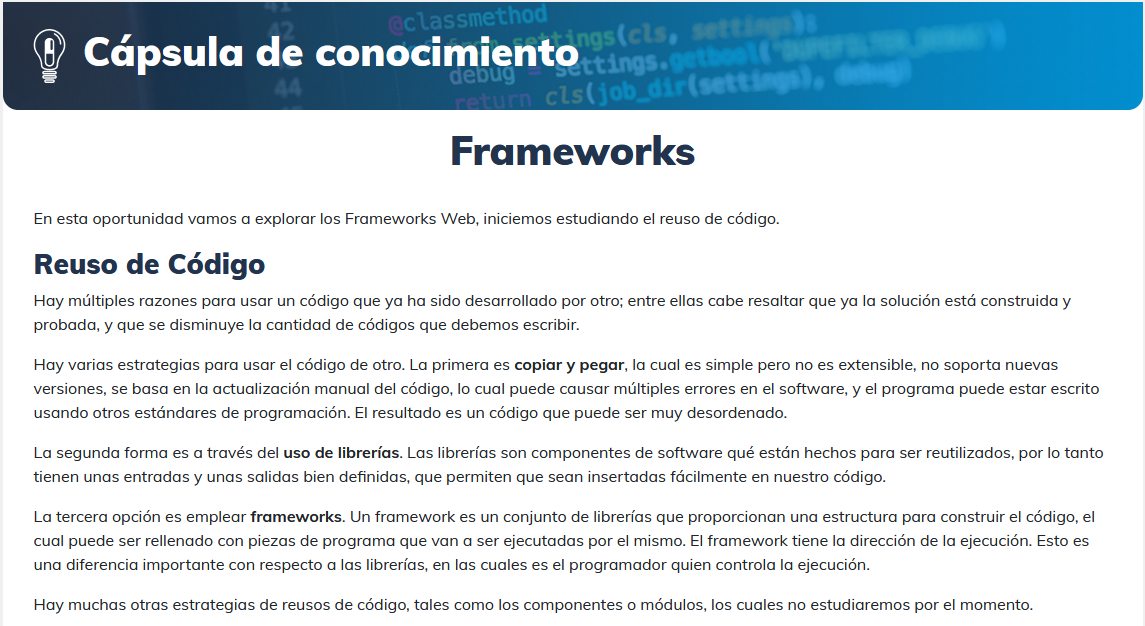 41
@classmethod
42
settings(cls, settings):
Cápsula de conocimiento
debug = settings.getbool(
44
return cls(job_dir(settings), debug)
Frameworks
En esta oportunidad vamos a explorar los Frameworks Web, iniciemos estudiando el reuso de código.
Reuso de Código
Hay múltiples razones para usar un código que ya ha sido desarrollado por otro; entre ellas cabe resaltar que ya la solución está construida y
probada, y que se disminuye la cantidad de códigos que debemos escribir.
Hay varias estrategias para usar el código de otro. La primera es copiar y pegar, la cual es simple pero no es extensible, no soporta nuevas
versiones, se basa en la actualización manual del código, lo cual puede causar múltiples errores en el software, y el programa puede estar escrito
usando otros estándares de programación. El resultado es un código que puede ser muy desordenado.
La segunda forma es a través del uso de librerías. Las librerías son componentes de software qué están hechos para ser reutilizados, por lo tanto
tienen unas entradas y unas salidas bien definidas, que permiten que sean insertadas fácilmente en nuestro código.
La tercera opción es emplear frameworks. Un framework es un conjunto de librerías que proporcionan una estructura para construir el código, el
cual puede ser rellenado con piezas de programa que van a ser ejecutadas por el mismo. El framework tiene la dirección de la ejecución. Esto es
una diferencia importante con respecto a las librerías, en las cuales es el programador quien controla la ejecución.
Hay muchas otras estrategias de reusos de código, tales como los componentes o módulos, los cuales no estudiaremos por el momento.